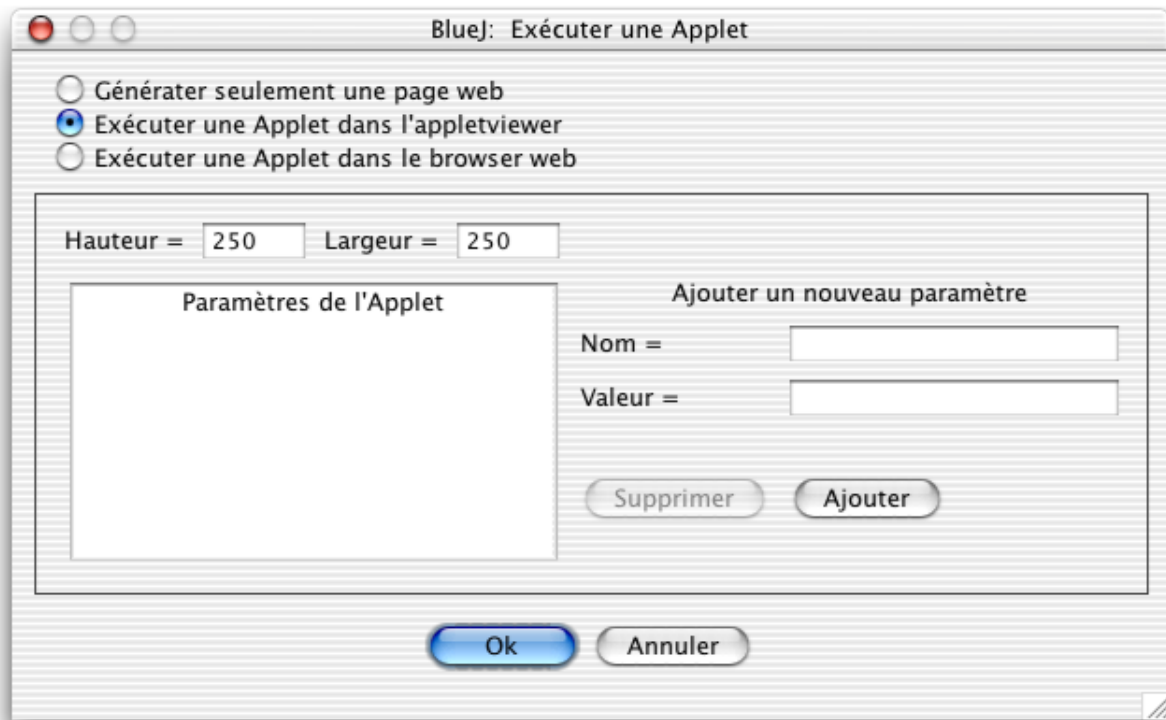 BlueJ: Exécuter une Applet
Générater seulement une page web
Exécuter une Applet dans l'appletviewer
Exécuter une Applet dans le browser web
Hauteur = 250 Largeur = 250
Paramètres de l'Applet
Ajouter un nouveau paramètre
Nom =
Valeur =
Supprimer Ajouter
Ok Annuler